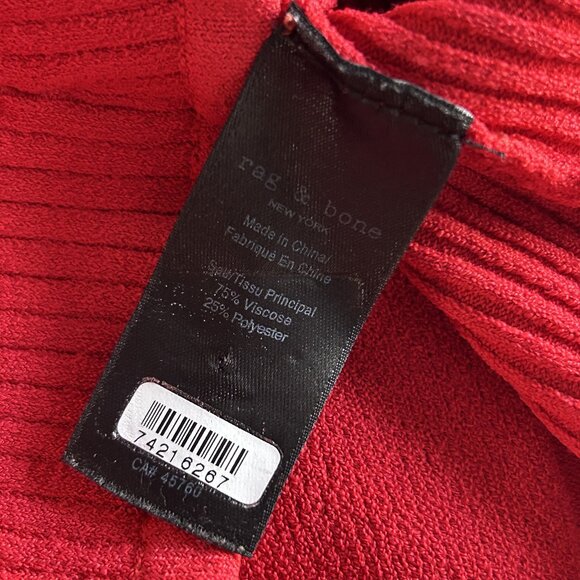 rag & bone
NEW YORK
Made in China/
Fabriqué En Chine
Self/Tissu Principal
75% Viscose
25% Polyester
74216267
CA# 45760